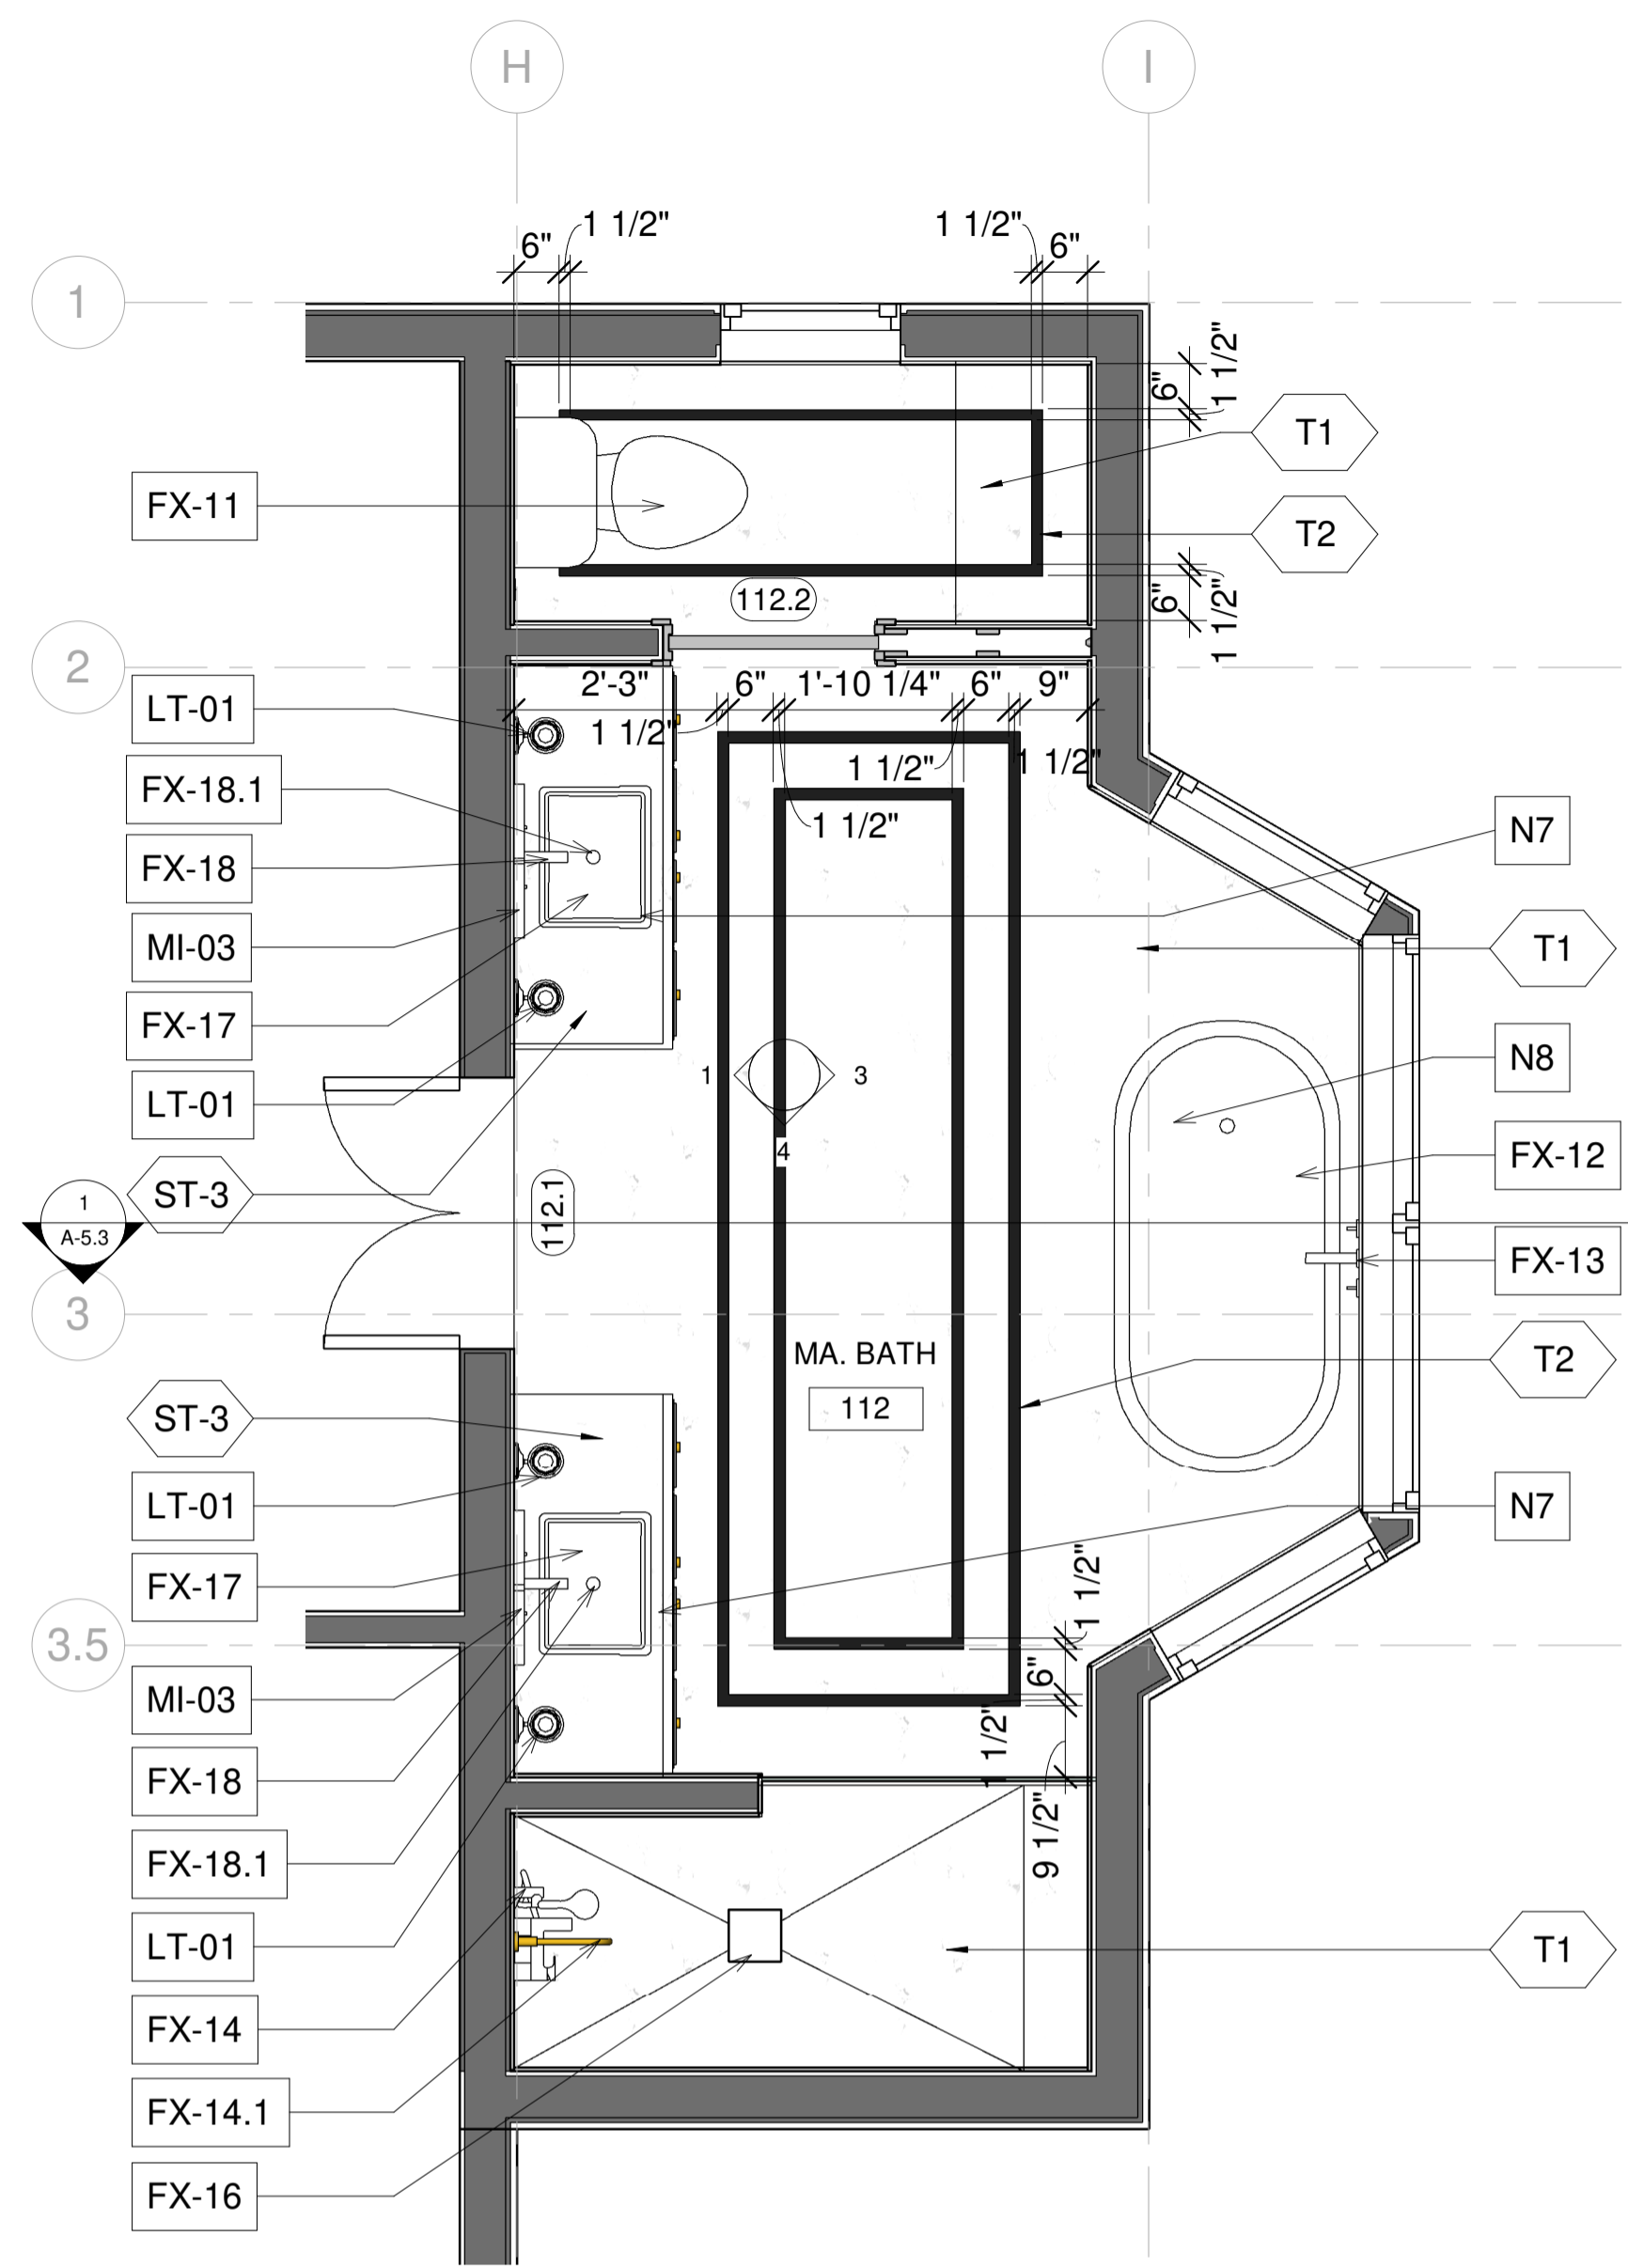 H
I
1 1/2"
1 1/2"
6"
6"
1
1 1/2"
6"
T1
FX-11
T2
112.2
6"
1 1/2"
2
2'-3"
6"
1'-10 1/4"
6"
9"
LT-01
1 1/2"
1 1/2"
1 1/2"
FX-18.1
1 1/2"
N7
FX-18
MI-03
T1
FX-17
N8
1
3
LT-01
4
FX-12
ST-3
112.1
1
A-5.3
FX-13
3
MA. BATH
T2
112
ST-3
LT-01
N7
FX-17
1 1/2"
3.5
6"
MI-03
1 1/2"
FX-18
9 1/2"
FX-18.1
LT-01
T1
FX-14
FX-14.1
FX-16